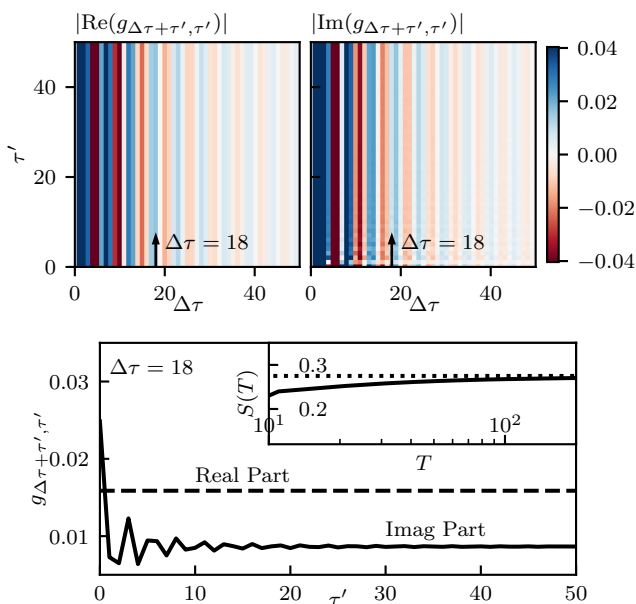 |Re(g_{Δτ+τ′,τ′})| |Im(g_{Δτ+τ′,τ′})|
40
20
0
τ′
Δτ = 18
Δτ = 18
0 20 40
0 20 40
Δτ
Δτ
0.04
0.02
0.00
−0.02
−0.04
Δτ = 18
0.03
0.02
0.01
g_{Δτ+τ′,τ′}
0.3
0.2
S(T)
10^1 10^2
T
Real Part
Imag Part
0 10 20 30 40 50
τ′